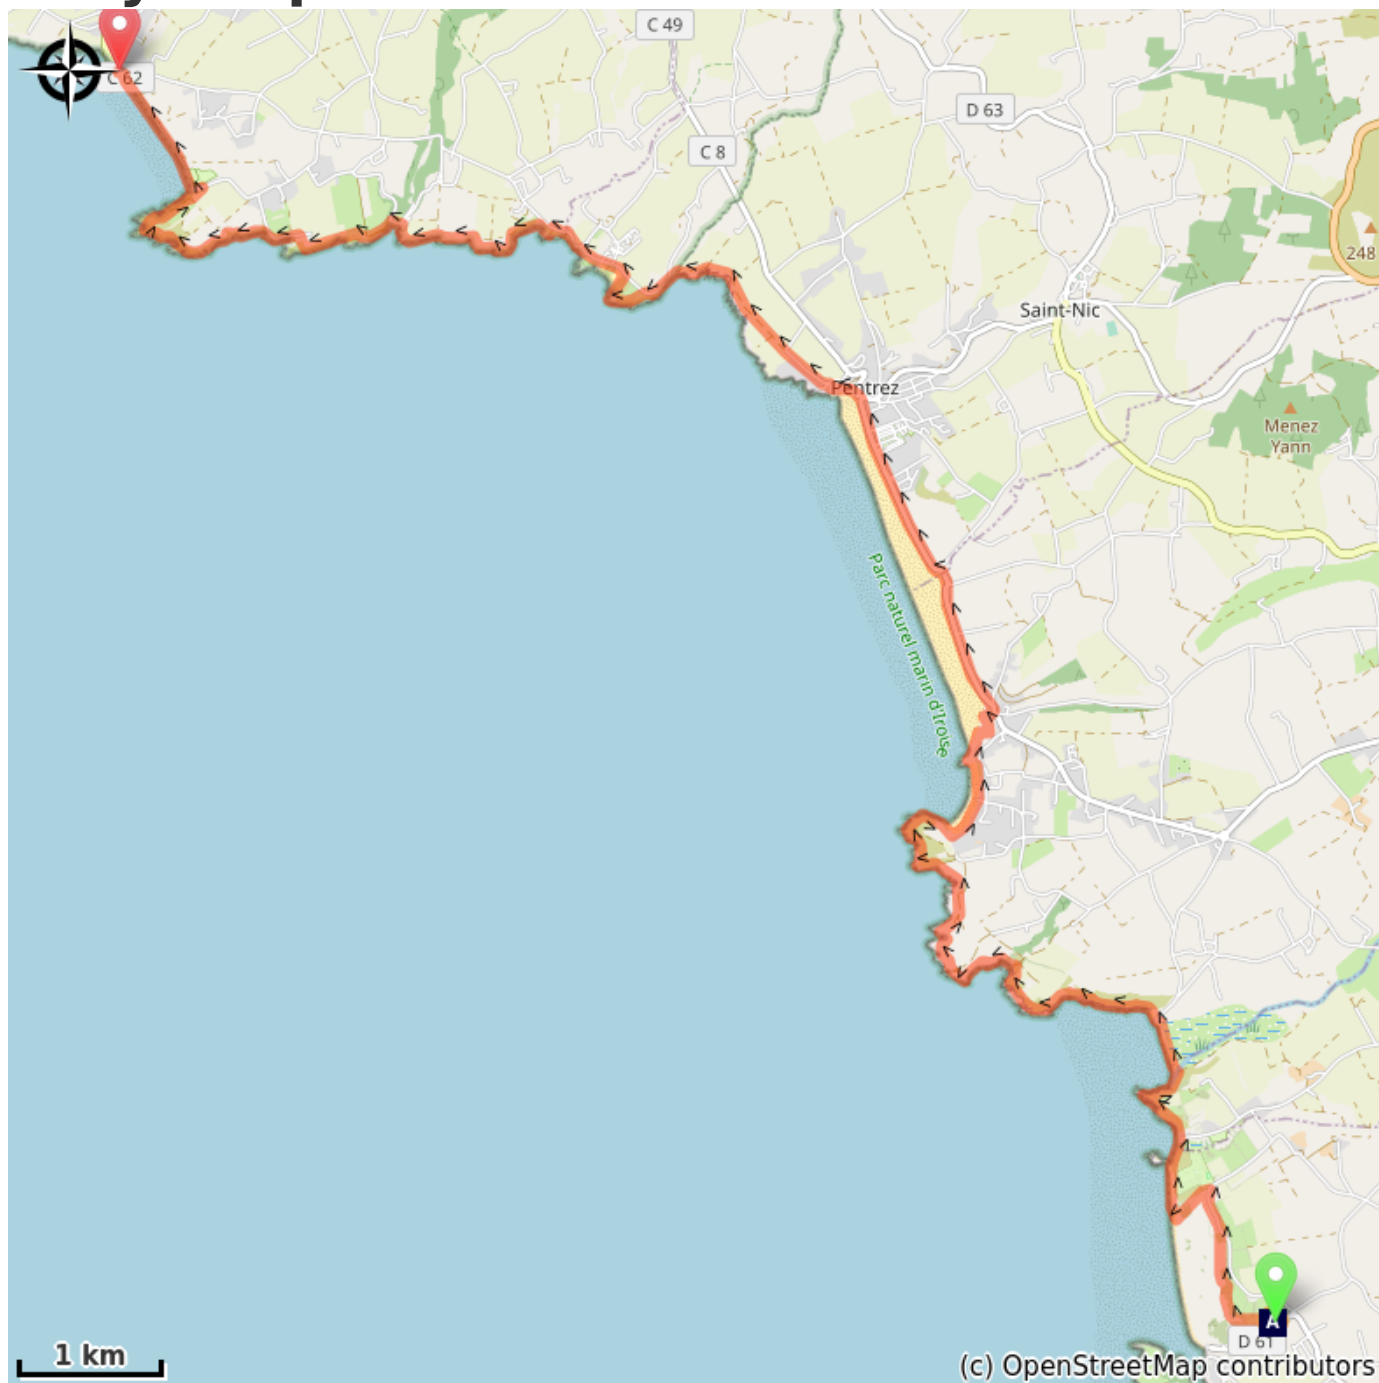 C 49
C 62
D 63
C 8
248
Saint-Nic
Pentrez
Menez
Yann
Parc naturel marin d'Iroise
A
D 61
1 km
(c) OpenStreetMap contributors